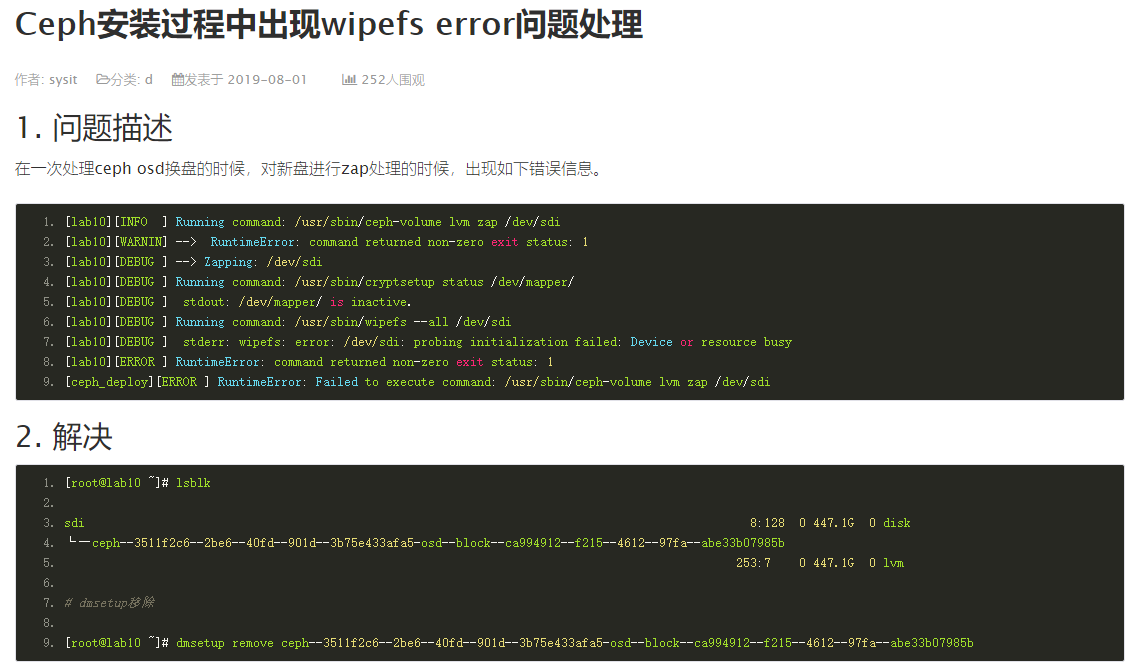 Ceph安装过程中出现wipefs error问题处理
作者: sysit 分类: d 发表于 2019-08-01 252人围观
1. 问题描述
在一次处理ceph osd换盘的时候，对新盘进行zap处理的时候，出现如下错误信息。
1. [lab10][INFO  ] Running command: /usr/sbin/ceph-volume lvm zap /dev/sdi
2. [lab10][WARNIN] -->  RuntimeError: command returned non-zero exit status: 1
3. [lab10][DEBUG ] --> Zapping: /dev/sdi
4. [lab10][DEBUG ] Running command: /usr/sbin/cryptsetup status /dev/mapper/
5. [lab10][DEBUG ]  stdout: /dev/mapper/ is inactive.
6. [lab10][DEBUG ] Running command: /usr/sbin/wipefs --all /dev/sdi
7. [lab10][DEBUG ]  stderr: wipefs: error: /dev/sdi: probing initialization failed: Device or resource busy
8. [lab10][ERROR ] RuntimeError: command returned non-zero exit status: 1
9. [ceph_deploy][ERROR ] RuntimeError: Failed to execute command: /usr/sbin/ceph-volume lvm zap /dev/sdi
2. 解决
1. [root@lab10 ~]# lsblk
2.
3. sdi 8:128 0 447.1G 0 disk
4. └─ceph--3511f2c6--2be6--40fd--901d--3b75e433afa5-osd--block--ca994912--f215--4612--97fa--abe33b07985b
5. 253:7 0 447.1G 0 lvm
6.
7. # dmsetup移除
8.
9. [root@lab10 ~]# dmsetup remove ceph--3511f2c6--2be6--40fd--901d--3b75e433afa5-osd--block--ca994912--f215--4612--97fa--abe33b07985b